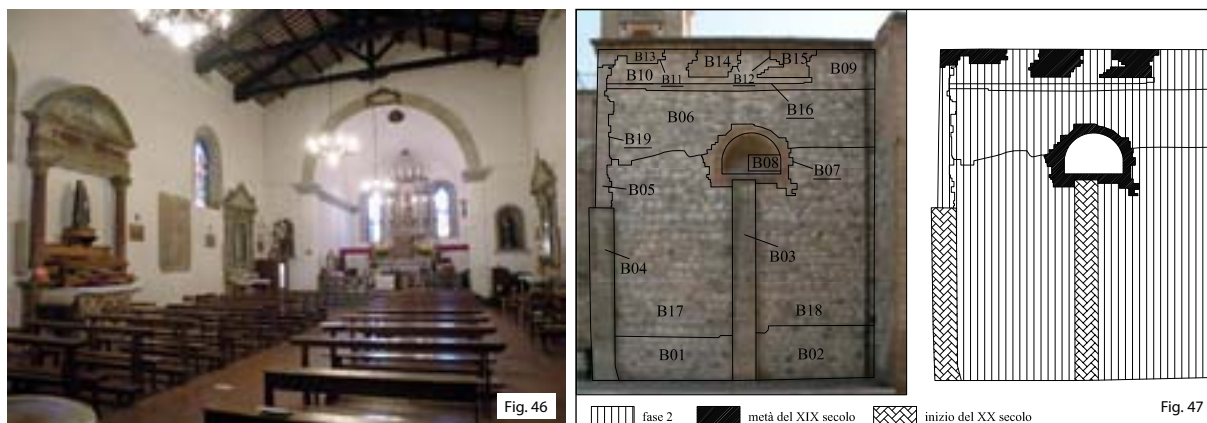 Fig. 46
B13
B14
B15
B09
B10
B11
B12
B16
B06
B19
B08
B07
B05
B04
B03
B17
B18
B01
B02
fase 2
metà del XIX secolo
inizio del XX secolo
Fig. 47